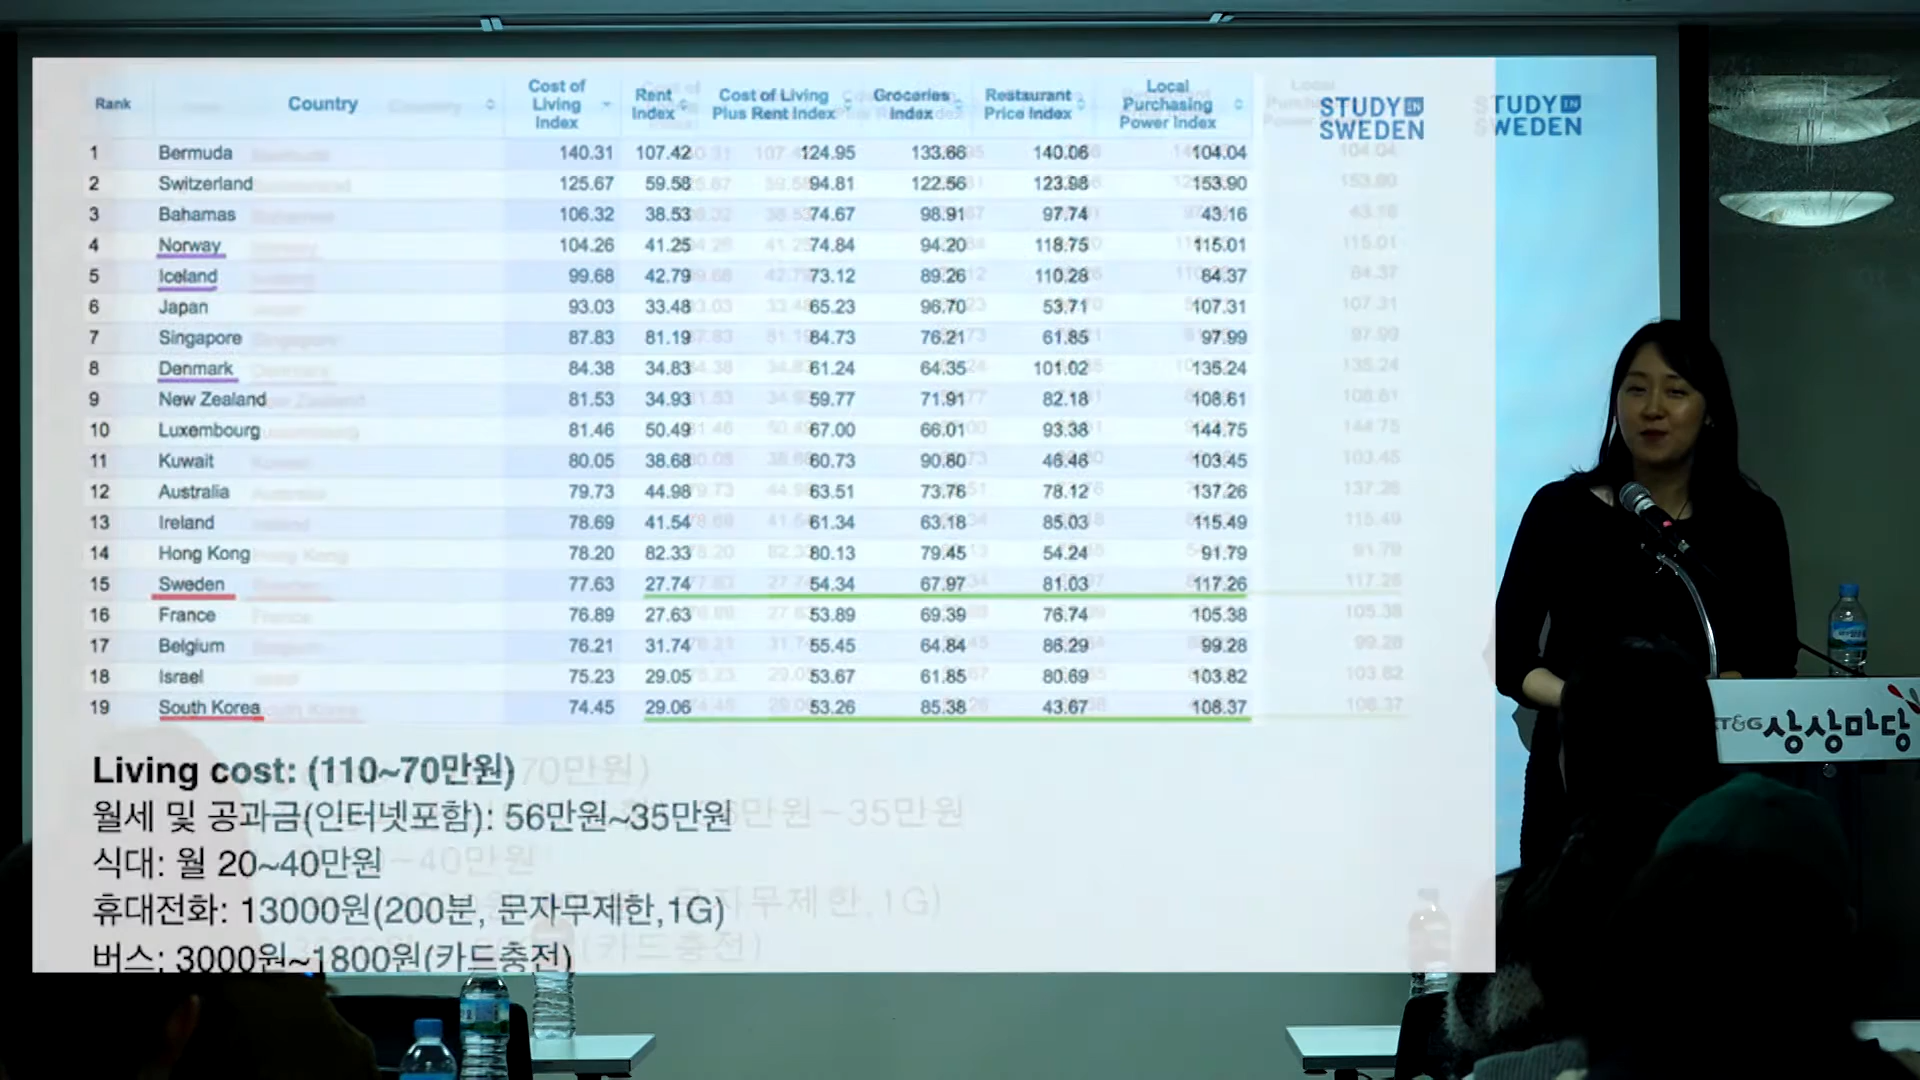 Rank Country Cost of Living Index Rent Index Cost of Living Plus Rent Index Groceries Index Restaurant Price Index Local Purchasing Power Index
STUDY IN SWEDEN
STUDY IN SWEDEN
1 Bermuda 140.31 107.42 124.95 133.66 140.06 104.04
2 Switzerland 125.67 59.58 94.81 122.56 123.98 153.90
3 Bahamas 106.32 38.53 74.67 98.91 97.74 43.16
4 Norway 104.26 41.25 74.84 94.20 118.75 115.01
5 Iceland 99.68 42.79 73.12 89.26 110.28 84.37
6 Japan 93.03 33.48 65.23 96.70 53.71 107.31
7 Singapore 87.83 81.19 84.73 76.21 61.85 97.99
8 Denmark 84.38 34.83 61.24 64.35 101.02 135.24
9 New Zealand 81.53 34.93 59.77 71.91 82.18 108.61
10 Luxembourg 81.46 50.49 67.00 66.01 93.38 144.75
11 Kuwait 80.05 38.68 60.73 90.80 46.46 103.45
12 Australia 79.73 44.98 63.51 73.76 78.12 137.26
13 Ireland 78.69 41.54 61.34 63.18 85.03 115.49
14 Hong Kong 78.20 82.33 80.13 79.45 54.24 91.79
15 Sweden 77.63 27.74 54.34 67.97 81.03 117.26
16 France 76.89 27.63 53.89 69.39 76.74 105.38
17 Belgium 76.21 31.74 55.45 64.84 86.29 99.28
18 Israel 75.23 29.05 53.67 61.85 80.69 103.82
19 South Korea 74.45 29.06 53.26 85.38 43.67 108.37
Living cost: (110~70만원)
월세 및 공과금(인터넷포함): 56만원~35만원
식대: 월 20~40만원
휴대전화: 13000원(200분, 문자무제한,1G)
버스: 3000원~1800원(카드충전)
KT&G 상상마당